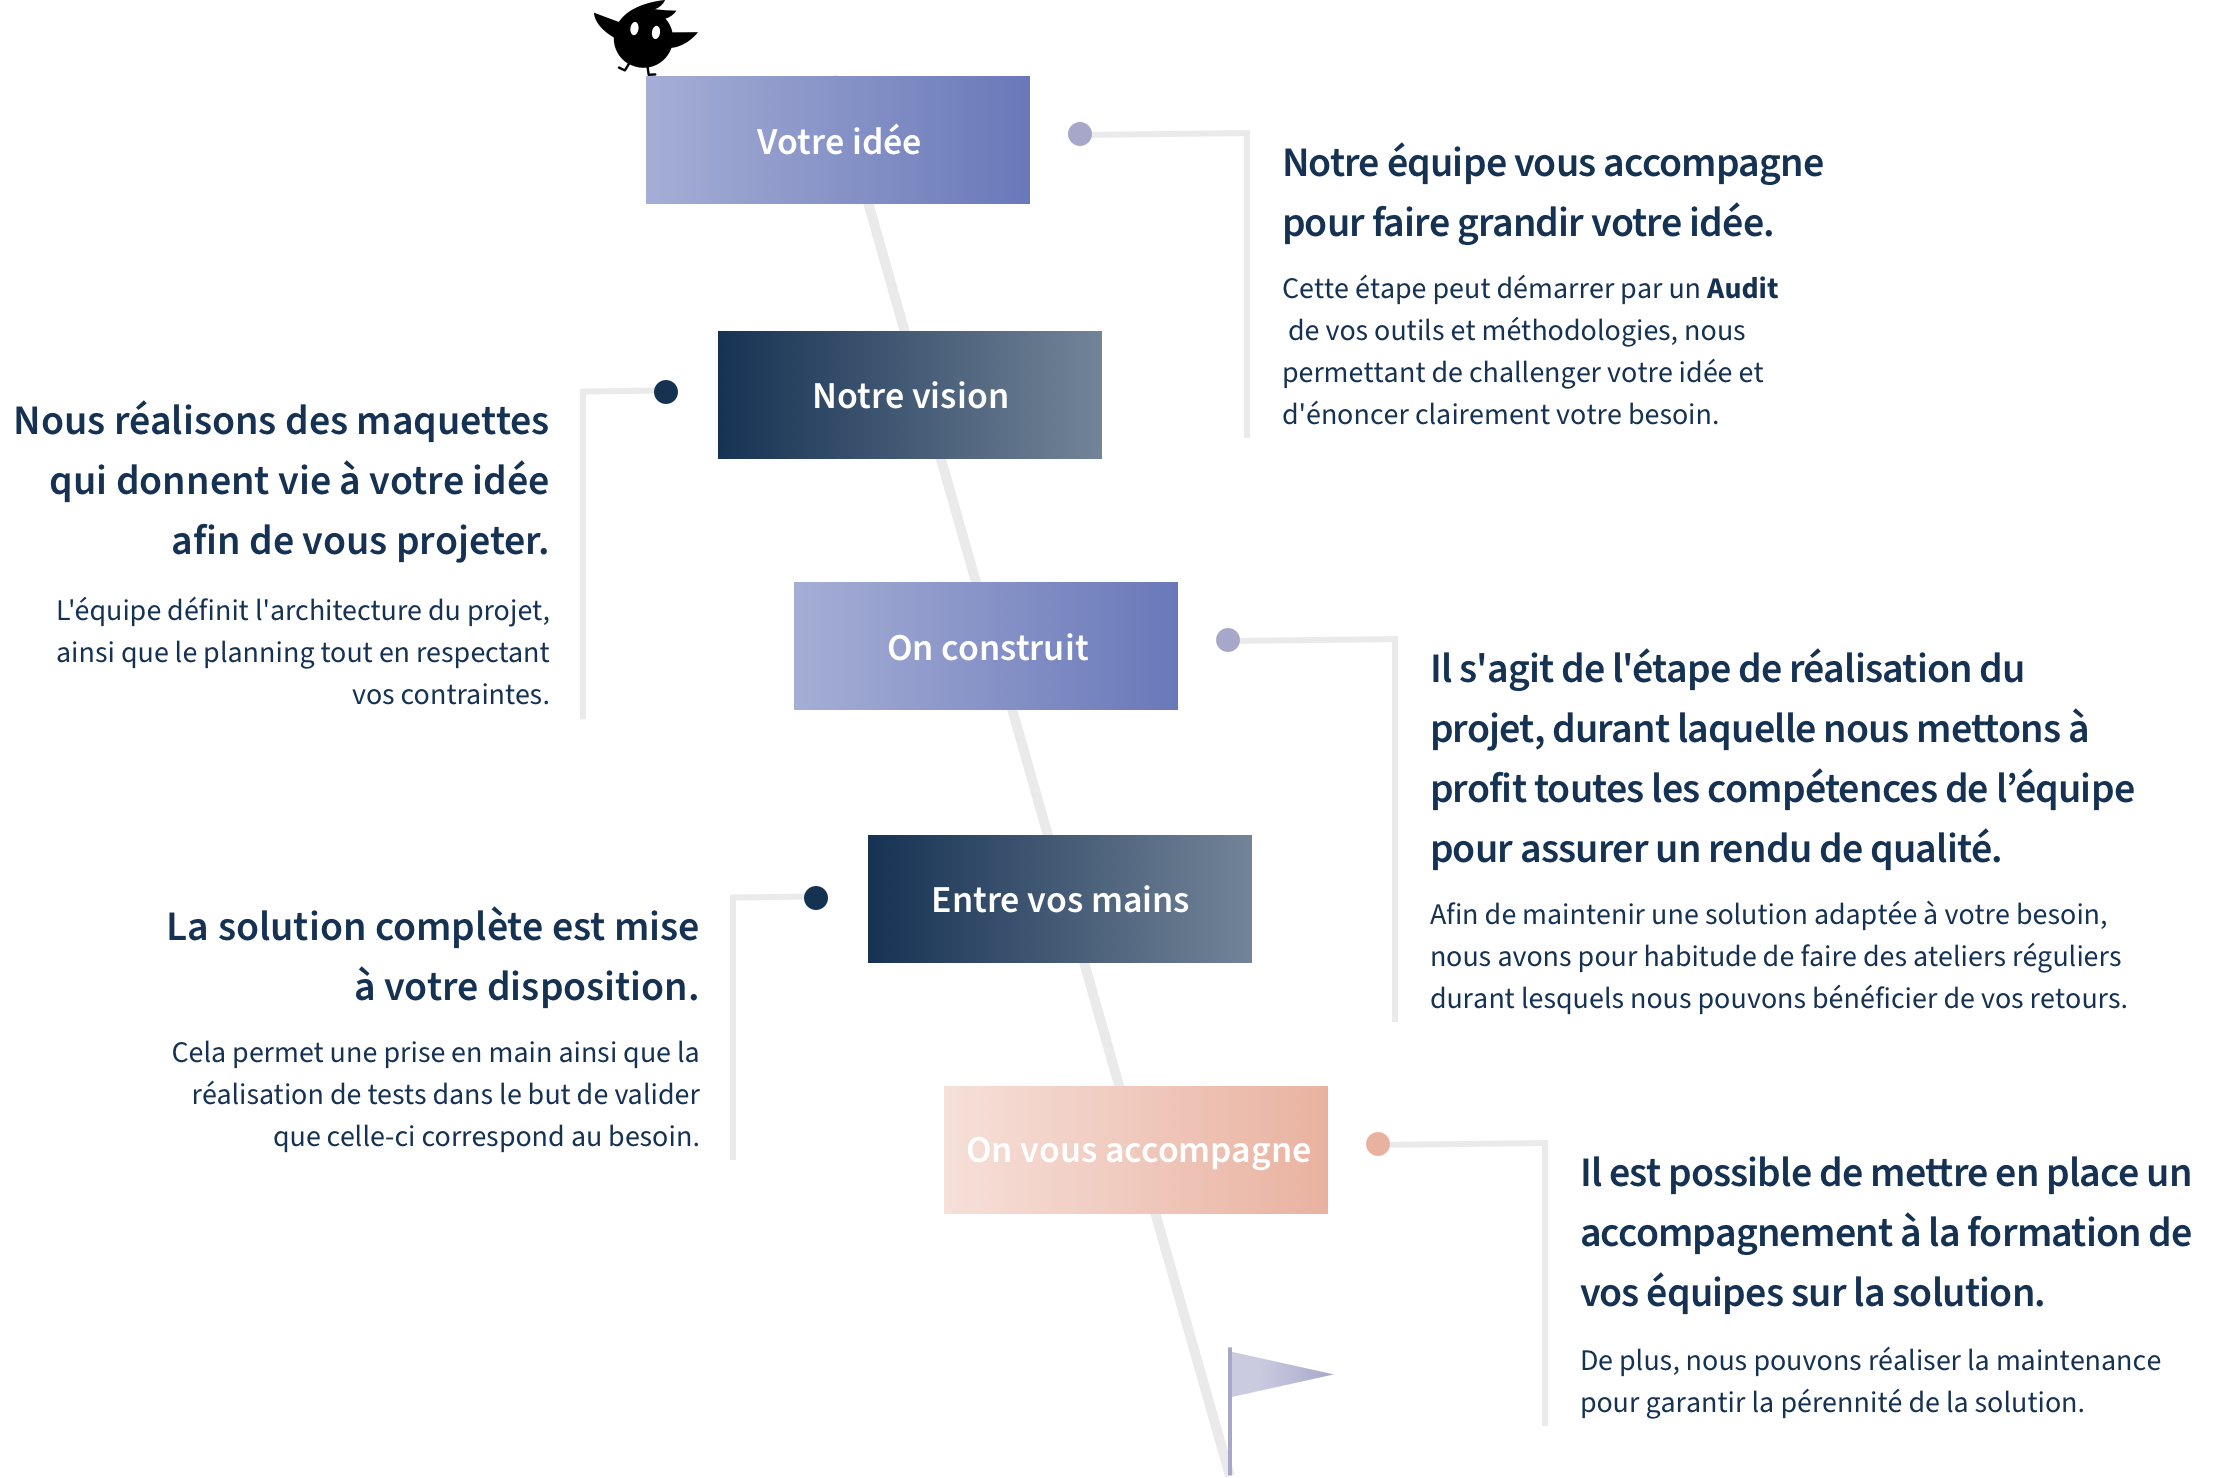 Votre idée
Notre équipe vous accompagne
pour faire grandir votre idée.
Cette étape peut démarrer par un Audit
de vos outils et méthodologies, nous
permettant de challenger votre idée et
d'énoncer clairement votre besoin.
Notre vision
Nous réalisons des maquettes
qui donnent vie à votre idée
afin de vous projeter.
L'équipe définit l'architecture du projet,
ainsi que le planning tout en respectant
vos contraintes.
On construit
Il s'agit de l'étape de réalisation du
projet, durant laquelle nous mettons à
profit toutes les compétences de l’équipe
pour assurer un rendu de qualité.
Afin de maintenir une solution adaptée à votre besoin,
nous avons pour habitude de faire des ateliers réguliers
durant lesquels nous pouvons bénéficier de vos retours.
Entre vos mains
La solution complète est mise
à votre disposition.
Cela permet une prise en main ainsi que la
réalisation de tests dans le but de valider
que celle-ci correspond au besoin.
On vous accompagne
Il est possible de mettre en place un
accompagnement à la formation de
vos équipes sur la solution.
De plus, nous pouvons réaliser la maintenance
pour garantir la pérennité de la solution.